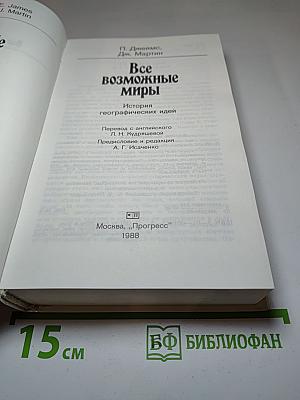 James
J. Martin
П. Джеймс,
Дж. Мартин
Все
возможные
миры
История
географических идей
Перевод с английского
Л. Н. Кудряшевой
Предисловие и редакция
А. Г. Исаченко
Москва, „Прогресс"
1988
15 см
БФ БИБЛИОФАН